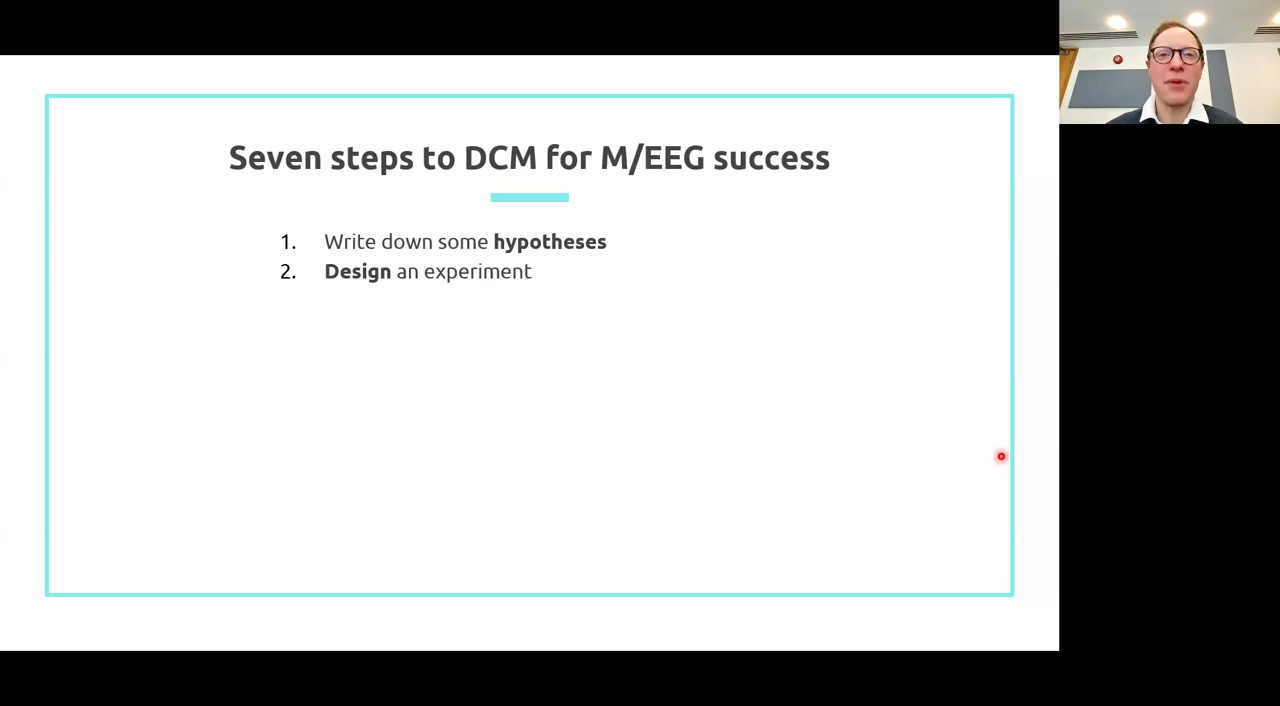 Seven steps to DCM for M/EEG success
1. Write down some hypotheses
2. Design an experiment